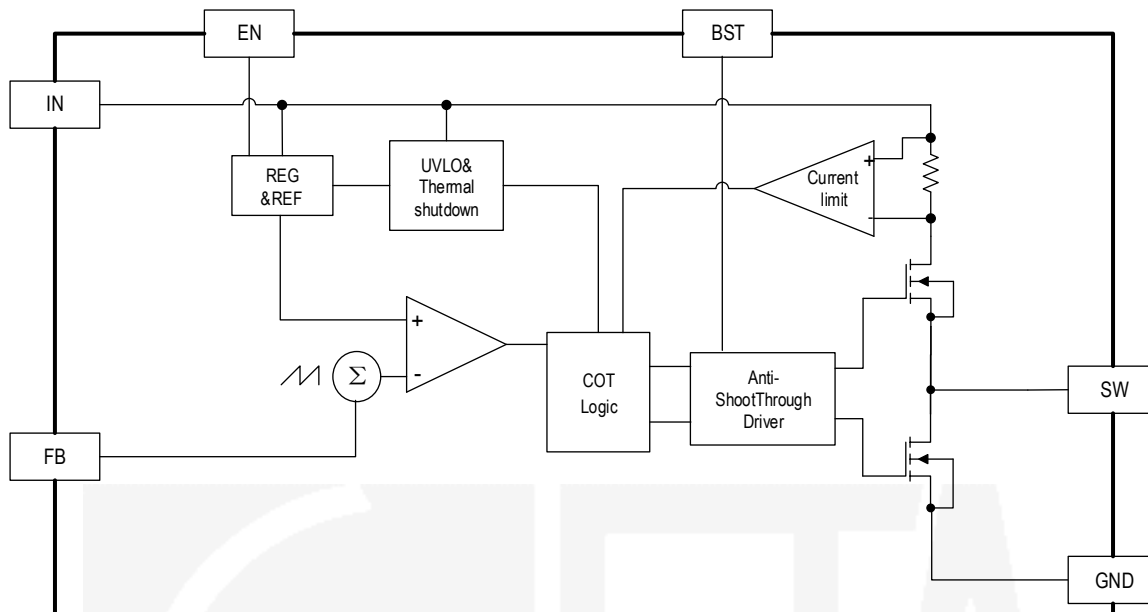 EN
BST
IN
REG
&REF
UVLO&
Thermal
shutdown
+
Current
limit
-
+
-
Σ
COT
Logic
Anti-
ShootThrough
Driver
SW
FB
GND